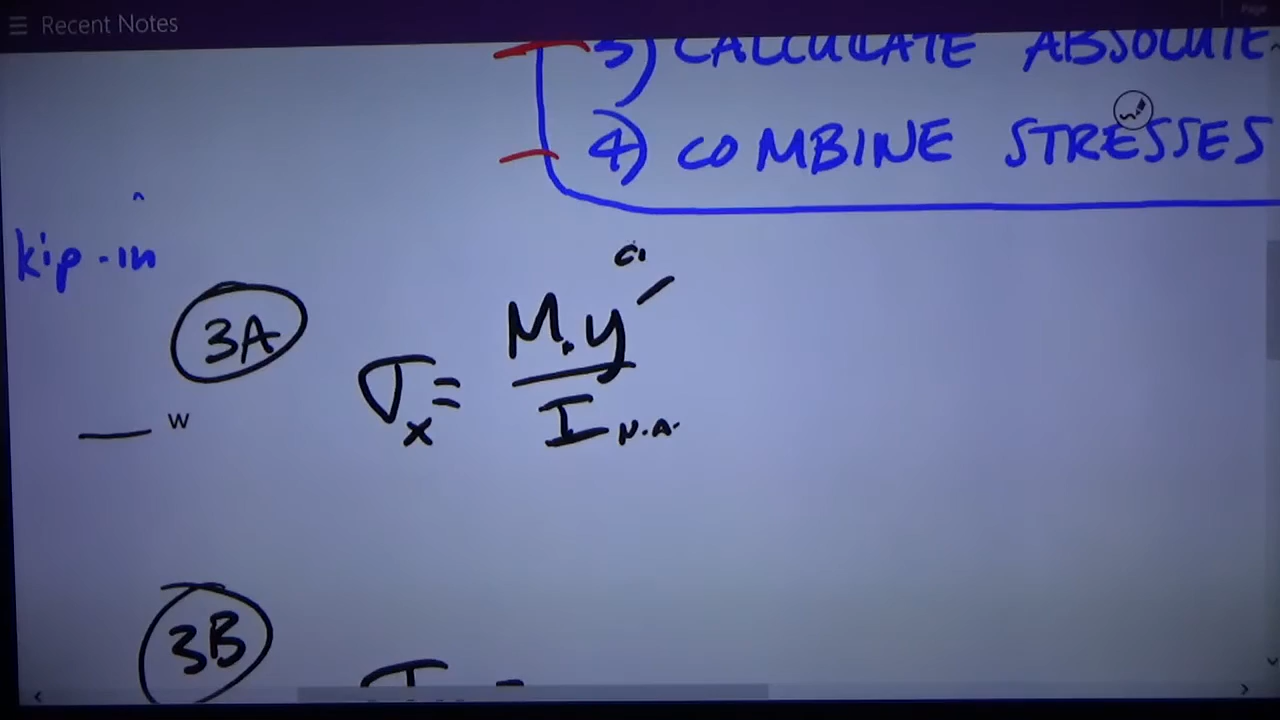 Recent Notes
3) CALCULATE ABSOLUTE
4) COMBINE STRESSES
kip-in
3A
σx = M.y / I N.A.
w
3B